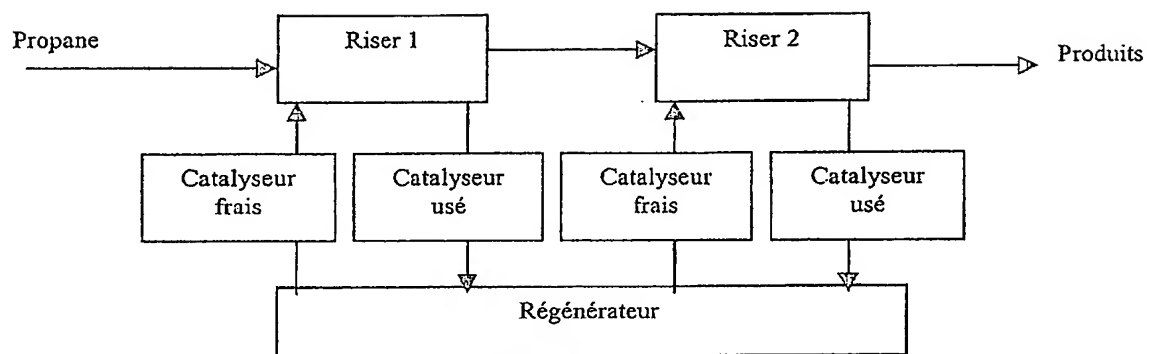 Propane
Riser 1
Riser 2
Produits
Catalyseur
frais
Catalyseur
usé
Catalyseur
frais
Catalyseur
usé
Régénérateur